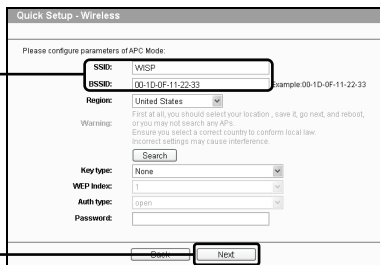 Quick Setup - Wireless
Please configure parameters of APC Mode:
SSID: WISP
BSSID: 00-1D-0F-11-22-33 Example:00-1D-0F-11-22-33
Region: United States
Warning: First at all, you should select your location , save it, go next, and reboot,
or you may not search any APs.
Ensure you select a correct country to conform local law.
Incorrect settings may cause interference.
Search
Key type: None
WEP Index: 1
Auth type: open
Password:
Back Next